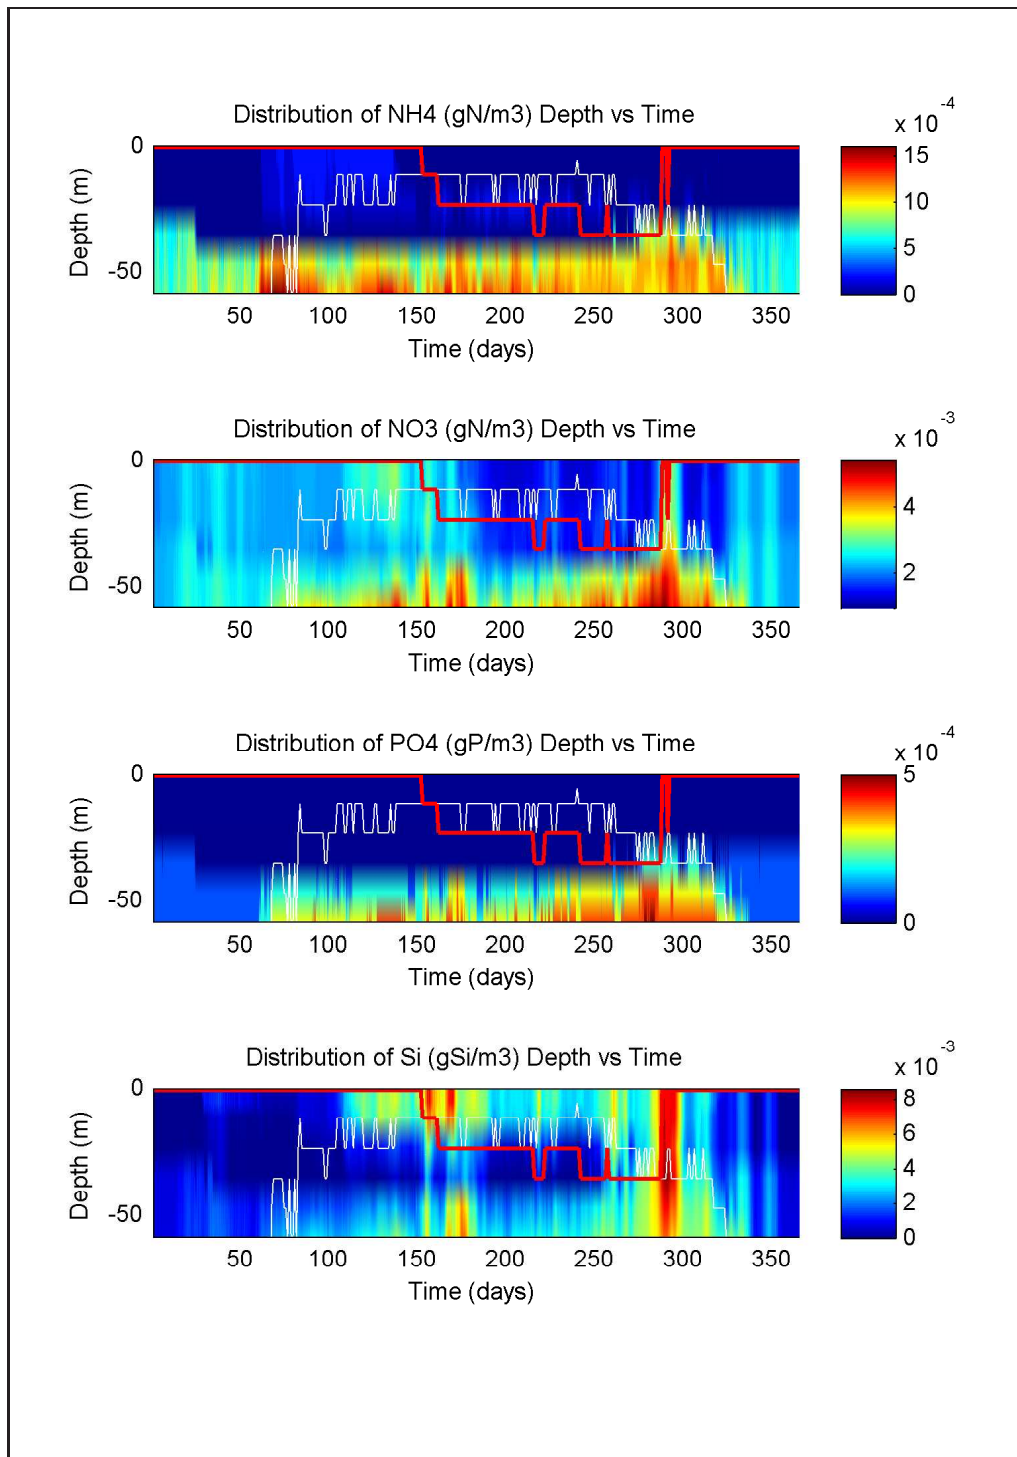 Distribution of NH4 (gN/m3) Depth vs Time
x 10
-4
0
-50
Depth (m)
50 100 150 200 250 300 350
Time (days)
15
10
5
0
Distribution of NO3 (gN/m3) Depth vs Time
x 10
-3
0
-50
Depth (m)
50 100 150 200 250 300 350
Time (days)
4
2
Distribution of PO4 (gP/m3) Depth vs Time
x 10
-4
0
-50
Depth (m)
50 100 150 200 250 300 350
Time (days)
5
0
Distribution of Si (gSi/m3) Depth vs Time
x 10
-3
0
-50
Depth (m)
50 100 150 200 250 300 350
Time (days)
8
6
4
2
0